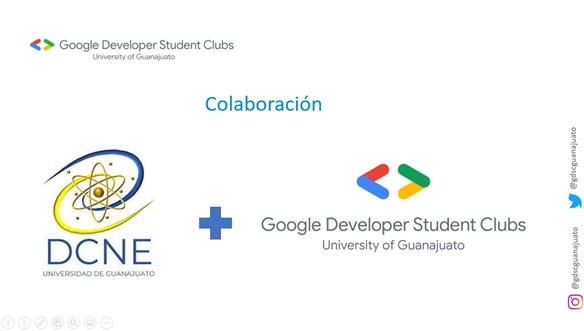 Google Developer Student Clubs
University of Guanajuato
Colaboración
DCNE
UNIVERSIDAD DE GUANAJUATO
Google Developer Student Clubs
University of Guanajuato
@gdscguanajuato
@gdscguanajuato